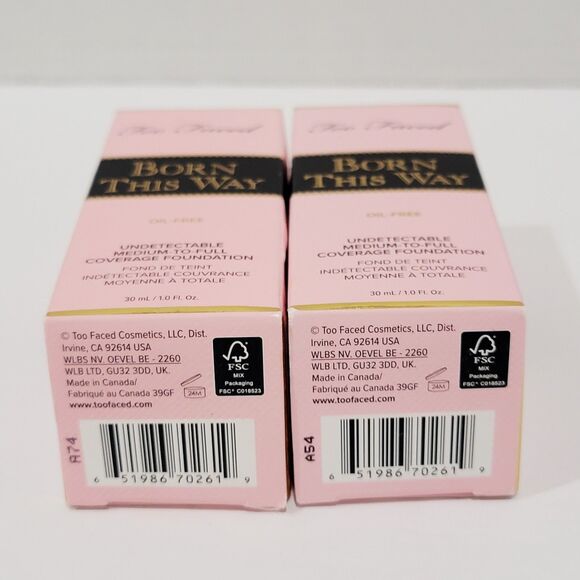 Too Faced
BORN
THIS WAY
OIL-FREE
UNDETECTABLE
MEDIUM-TO-FULL
COVERAGE FOUNDATION
FOND DE TEINT
INDÉTECTABLE COUVRANCE
MOYENNE À TOTALE
30 mL / 1.0 FL. OZ.
© Too Faced Cosmetics, LLC, Dist.
Irvine, CA 92614 USA
WLBS NV. OEVEL BE - 2260
WLB LTD, GU32 3DD, UK.
Made in Canada/
Fabriqué au Canada 39GF
www.toofaced.com
24M
FSC
MIX
Packaging
FSC® C016523
A74
6 51986 70261 9
Too Faced
BORN
THIS WAY
OIL-FREE
UNDETECTABLE
MEDIUM-TO-FULL
COVERAGE FOUNDATION
FOND DE TEINT
INDÉTECTABLE COUVRANCE
MOYENNE À TOTALE
30 mL / 1.0 FL. OZ.
© Too Faced Cosmetics, LLC, Dist.
Irvine, CA 92614 USA
WLBS NV. OEVEL BE - 2260
WLB LTD, GU32 3DD, UK.
Made in Canada/
Fabriqué au Canada 39GF
www.toofaced.com
24M
FSC
MIX
Packaging
FSC® C016523
A54
6 51986 70261 9